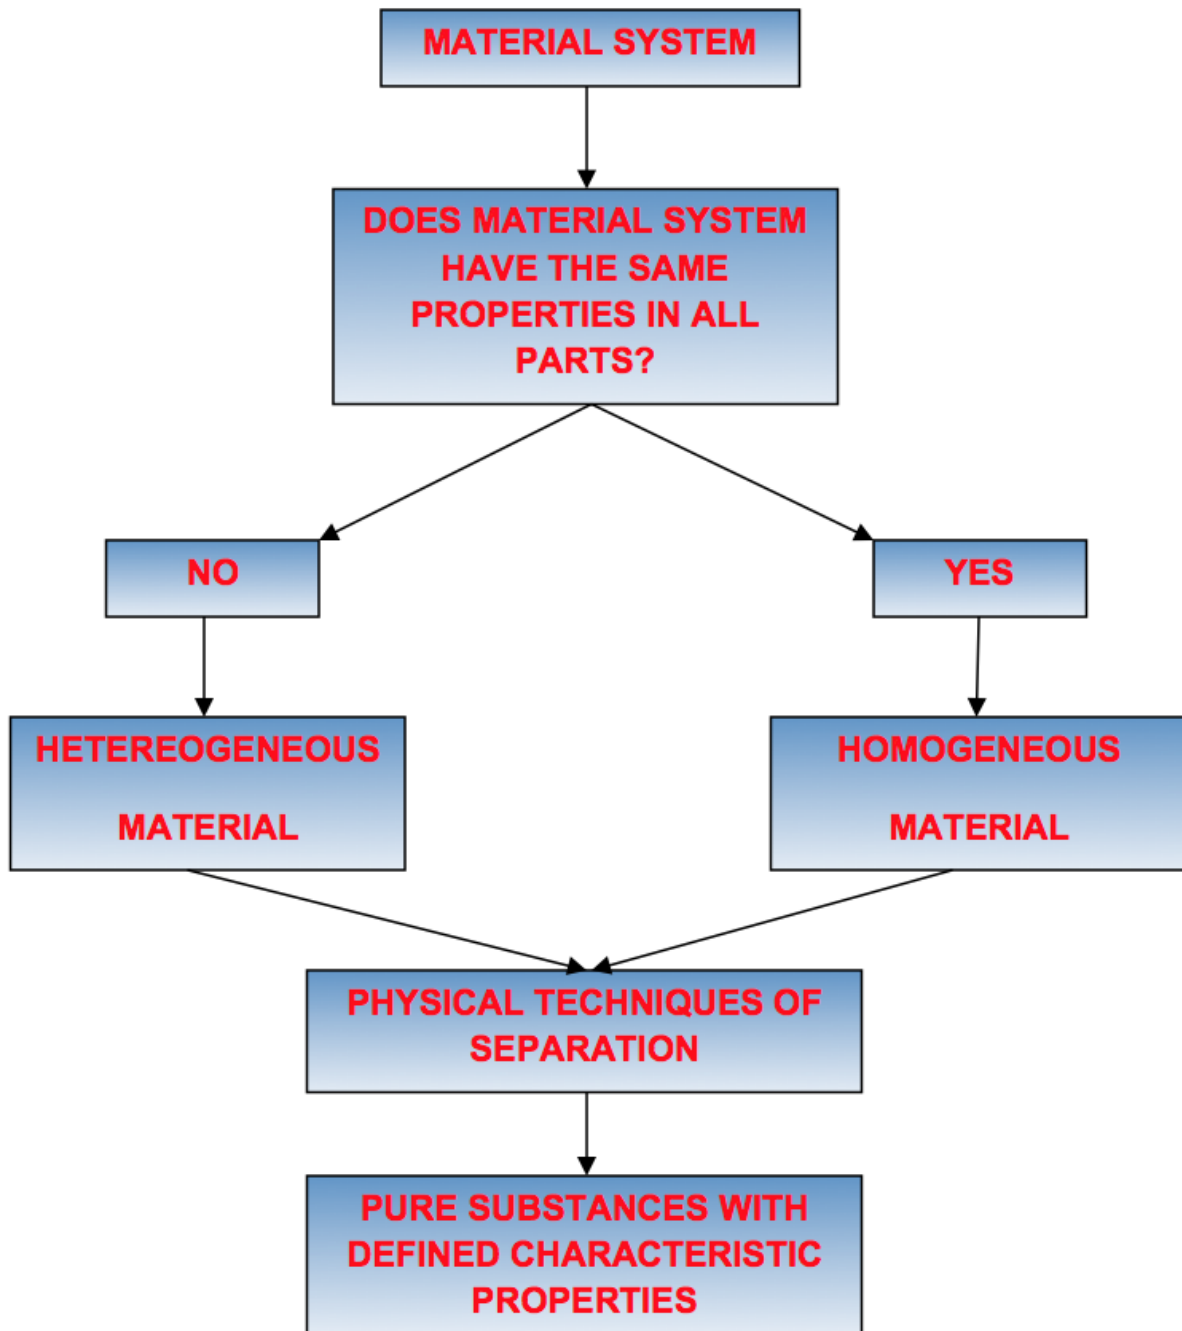 MATERIAL SYSTEM
DOES MATERIAL SYSTEM
HAVE THE SAME
PROPERTIES IN ALL
PARTS?
NO
YES
HETEREOGENEOUS
MATERIAL
HOMOGENEOUS
MATERIAL
PHYSICAL TECHNIQUES OF
SEPARATION
PURE SUBSTANCES WITH
DEFINED CHARACTERISTIC
PROPERTIES